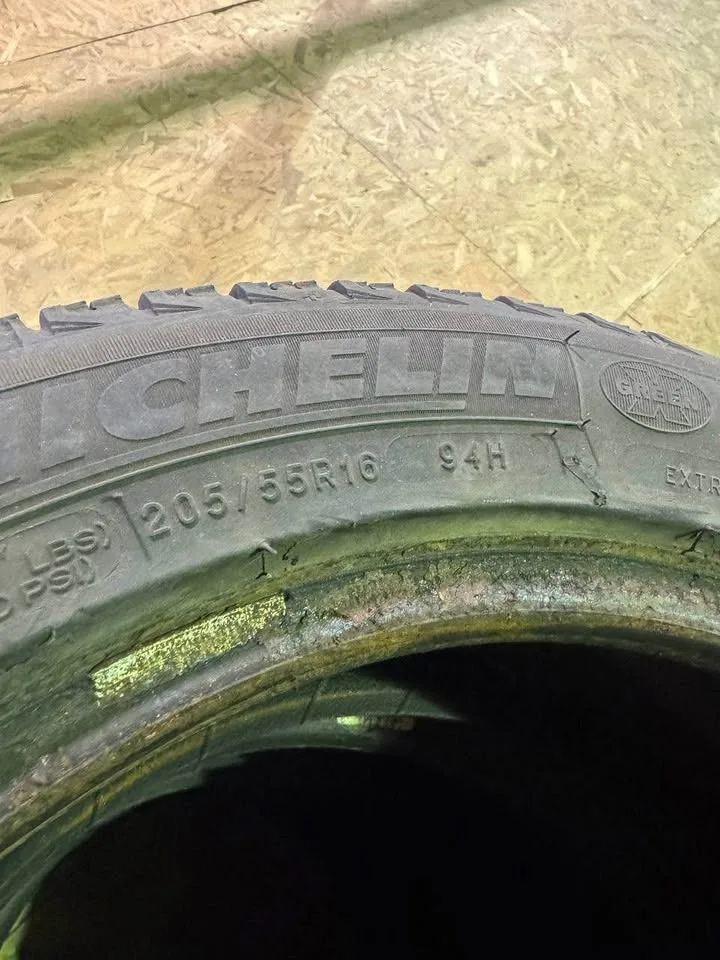 MICHELIN
GREEN X
205/55R16 94H
EXTR
LBS)
PSI)